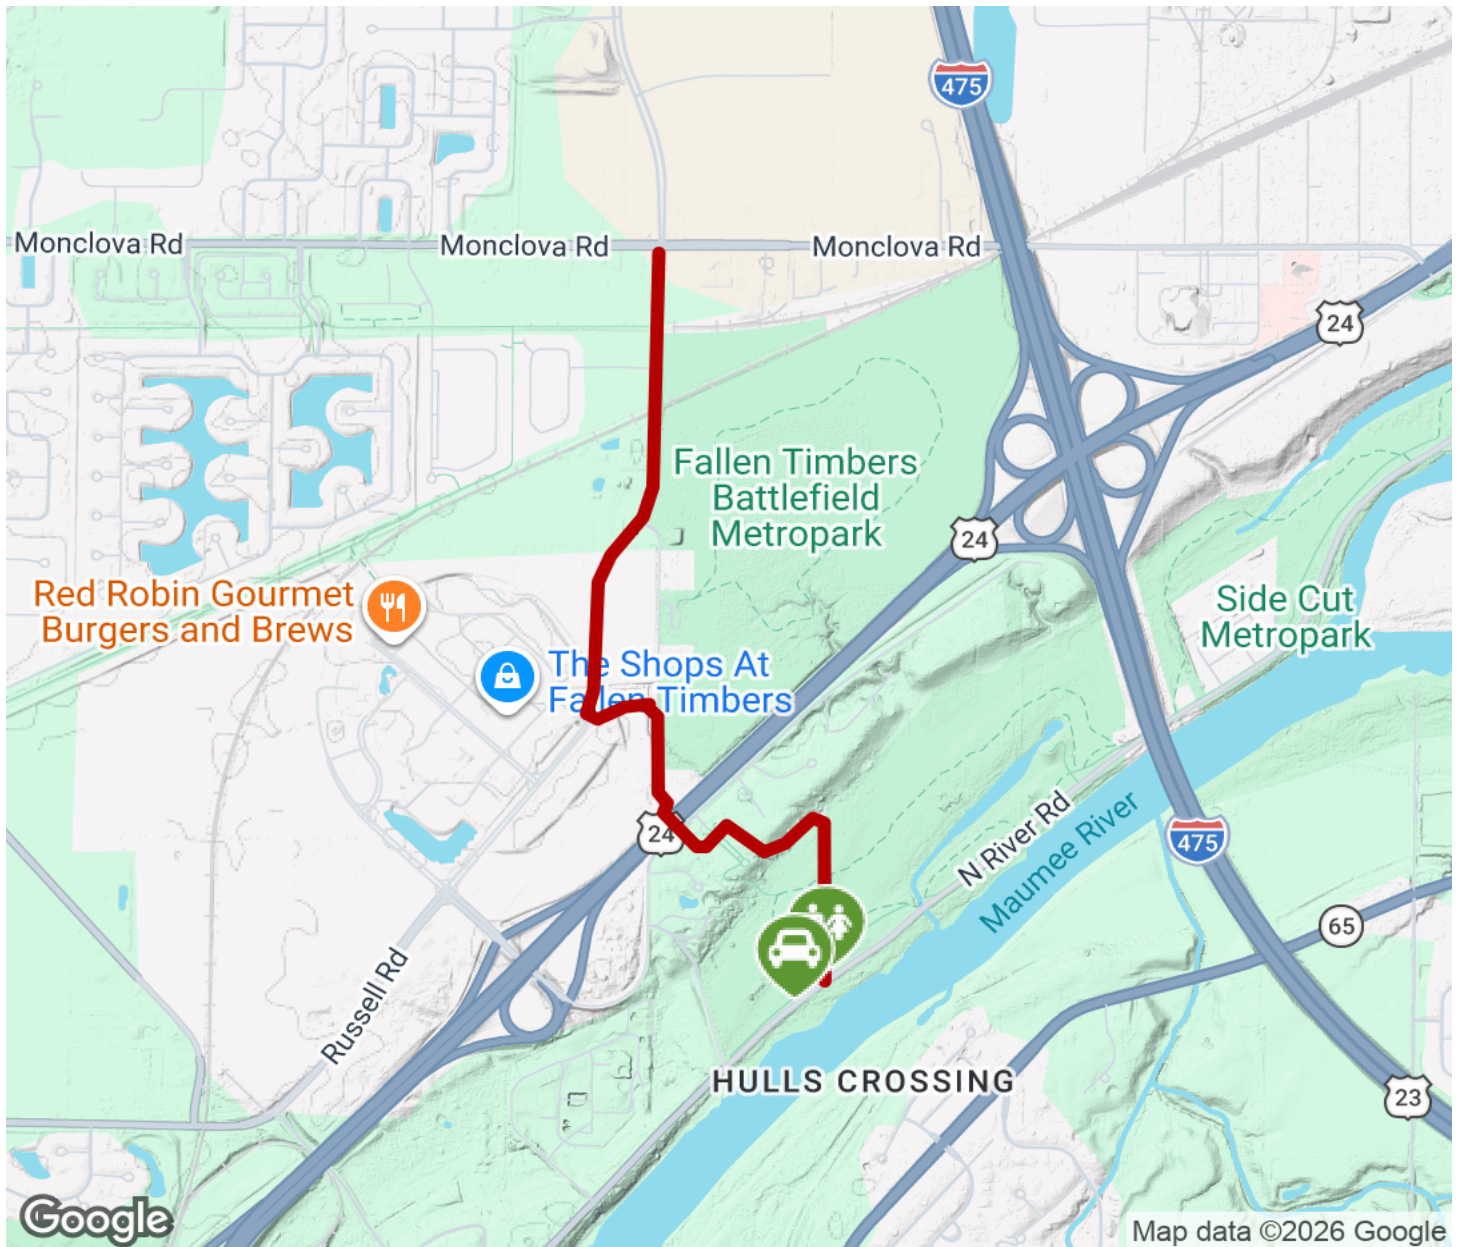 475
Monclova Rd
Monclova Rd
Monclova Rd
24
Fallen Timbers
Battlefield
Metropark
24
Red Robin Gourmet
Burgers and Brews
Side Cut
Metropark
The Shops At
Fallen Timbers
24
N River Rd
Maumee River
475
65
Russell Rd
HULLS CROSSING
23
Google
Map data ©2026 Google